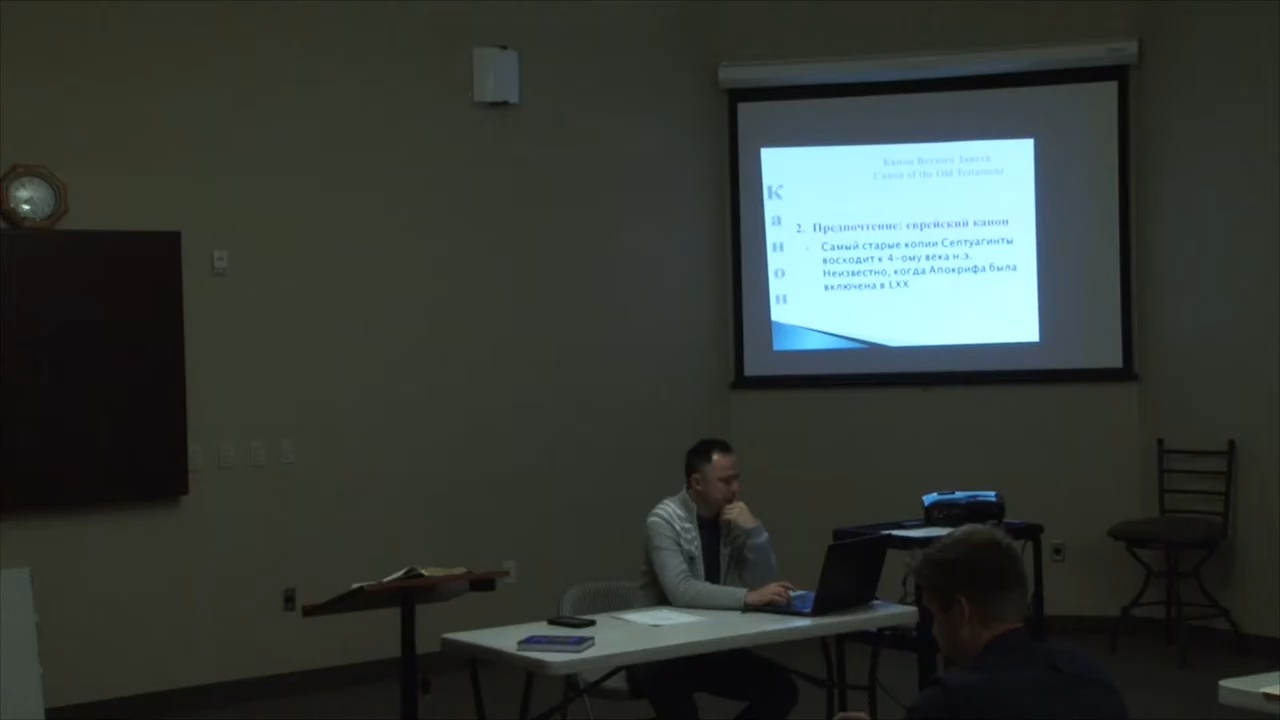 Канон Ветхого Завета
Canon of the Old Testament
К
а
н
о
н
2. Предпочтение: еврейский канон
Самый старые копии Септуагинты
восходит к 4-ому века н.э.
Неизвестно, когда Апокрифа была
включена в LXX